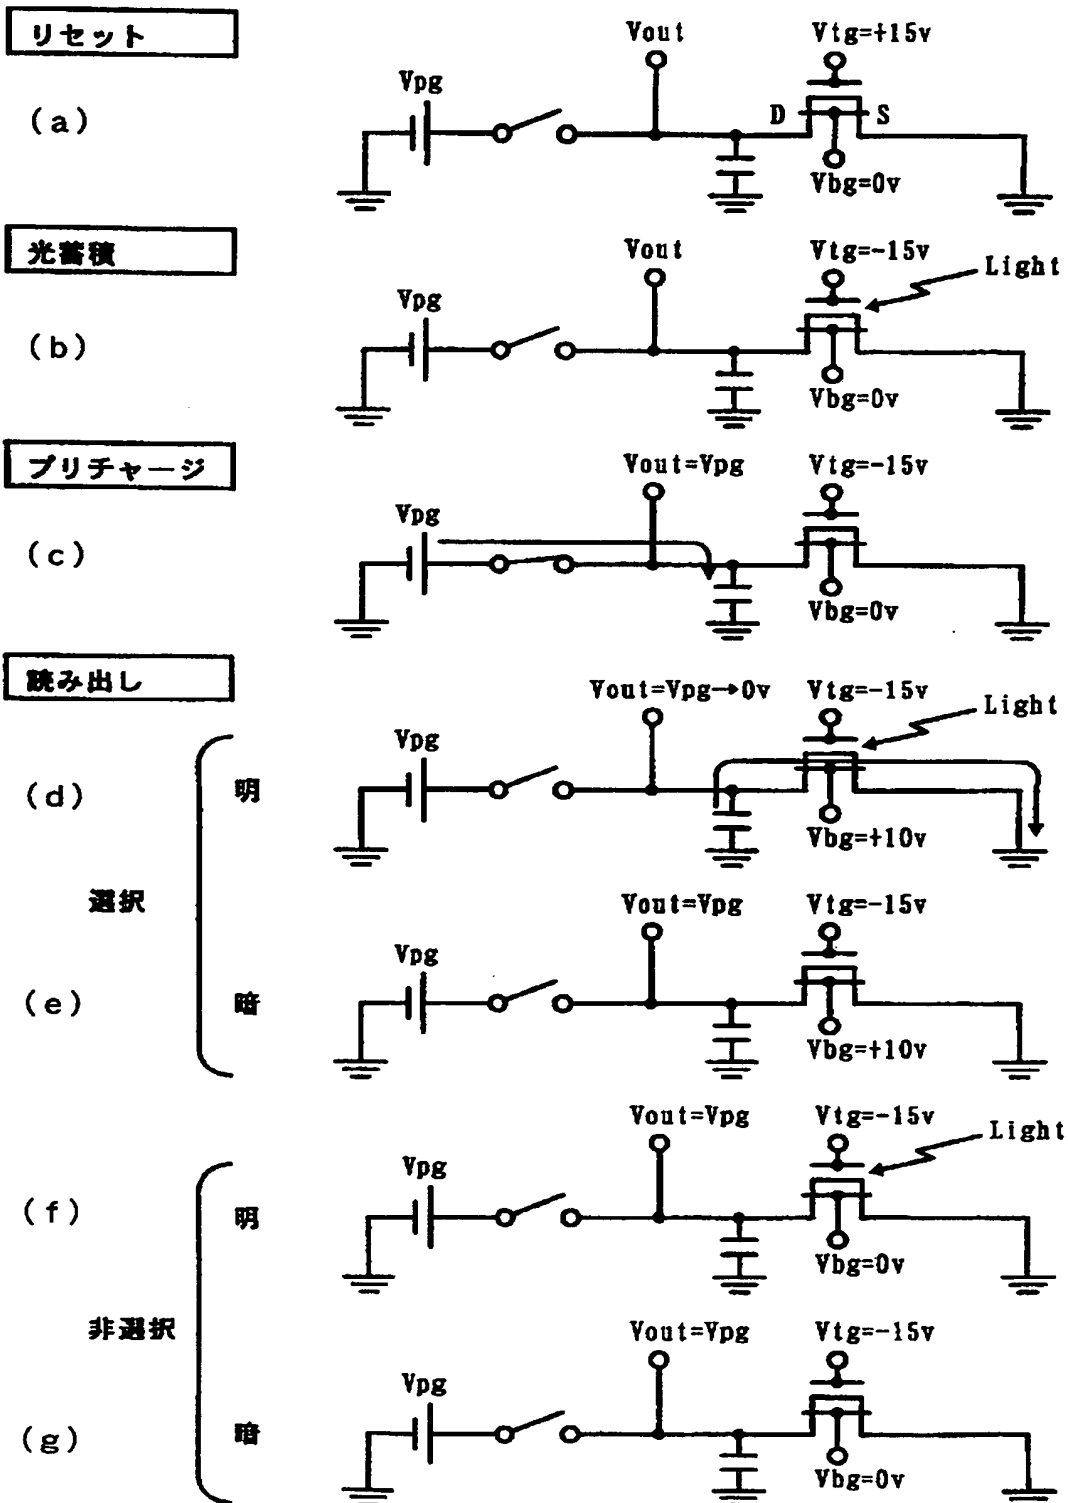 リセット
(a)
Vpg
Vout
Vtg=+15v
D
S
Vbg=0v
光蓄積
(b)
Vpg
Vout
Vtg=-15v
Light
Vbg=0v
プリチャージ
(c)
Vpg
Vout=Vpg
Vtg=-15v
Vbg=0v
読み出し
選択
(d)
明
Vpg
Vout=Vpg→0v
Vtg=-15v
Light
Vbg=+10v
(e)
暗
Vpg
Vout=Vpg
Vtg=-15v
Vbg=+10v
非選択
(f)
明
Vpg
Vout=Vpg
Vtg=-15v
Light
Vbg=0v
(g)
暗
Vpg
Vout=Vpg
Vtg=-15v
Vbg=0v